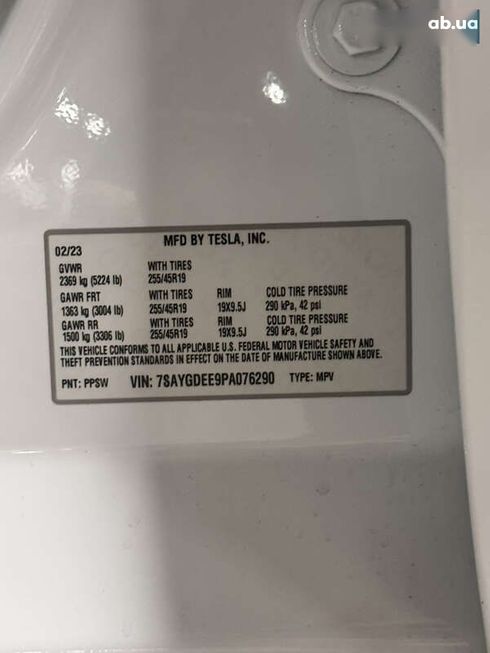 ab.ua
MFD BY TESLA, INC.
02/23
GVWR WITH TIRES
2369 kg (5224 lb) 255/45R19
GAWR FRT WITH TIRES RIM COLD TIRE PRESSURE
1363 kg (3004 lb) 255/45R19 19X9.5J 290 kPa, 42 psi
GAWR RR WITH TIRES RIM COLD TIRE PRESSURE
1500 kg (3306 lb) 255/45R19 19X9.5J 290 kPa, 42 psi
THIS VEHICLE CONFORMS TO ALL APPLICABLE U.S. FEDERAL MOTOR VEHICLE SAFETY AND
THEFT PREVENTION STANDARDS IN EFFECT ON THE DATE OF MANUFACTURE SHOWN ABOVE.
PNT: PPSW VIN: 7SAYGDEE9PA076290 TYPE: MPV